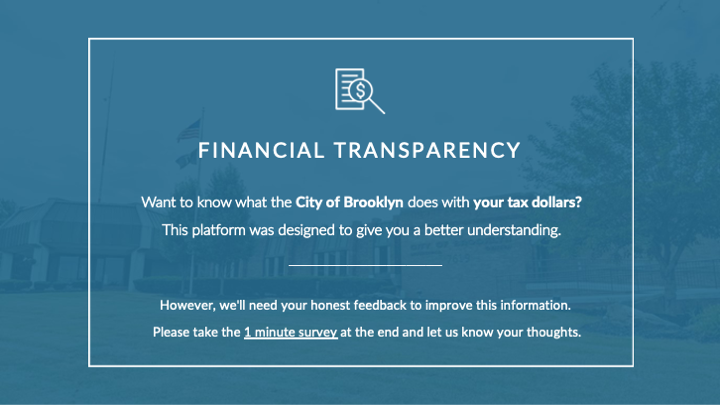 $
FINANCIAL TRANSPARENCY
Want to know what the City of Brooklyn does with your tax dollars?
This platform was designed to give you a better understanding.
However, we'll need your honest feedback to improve this information.
Please take the 1 minute survey at the end and let us know your thoughts.